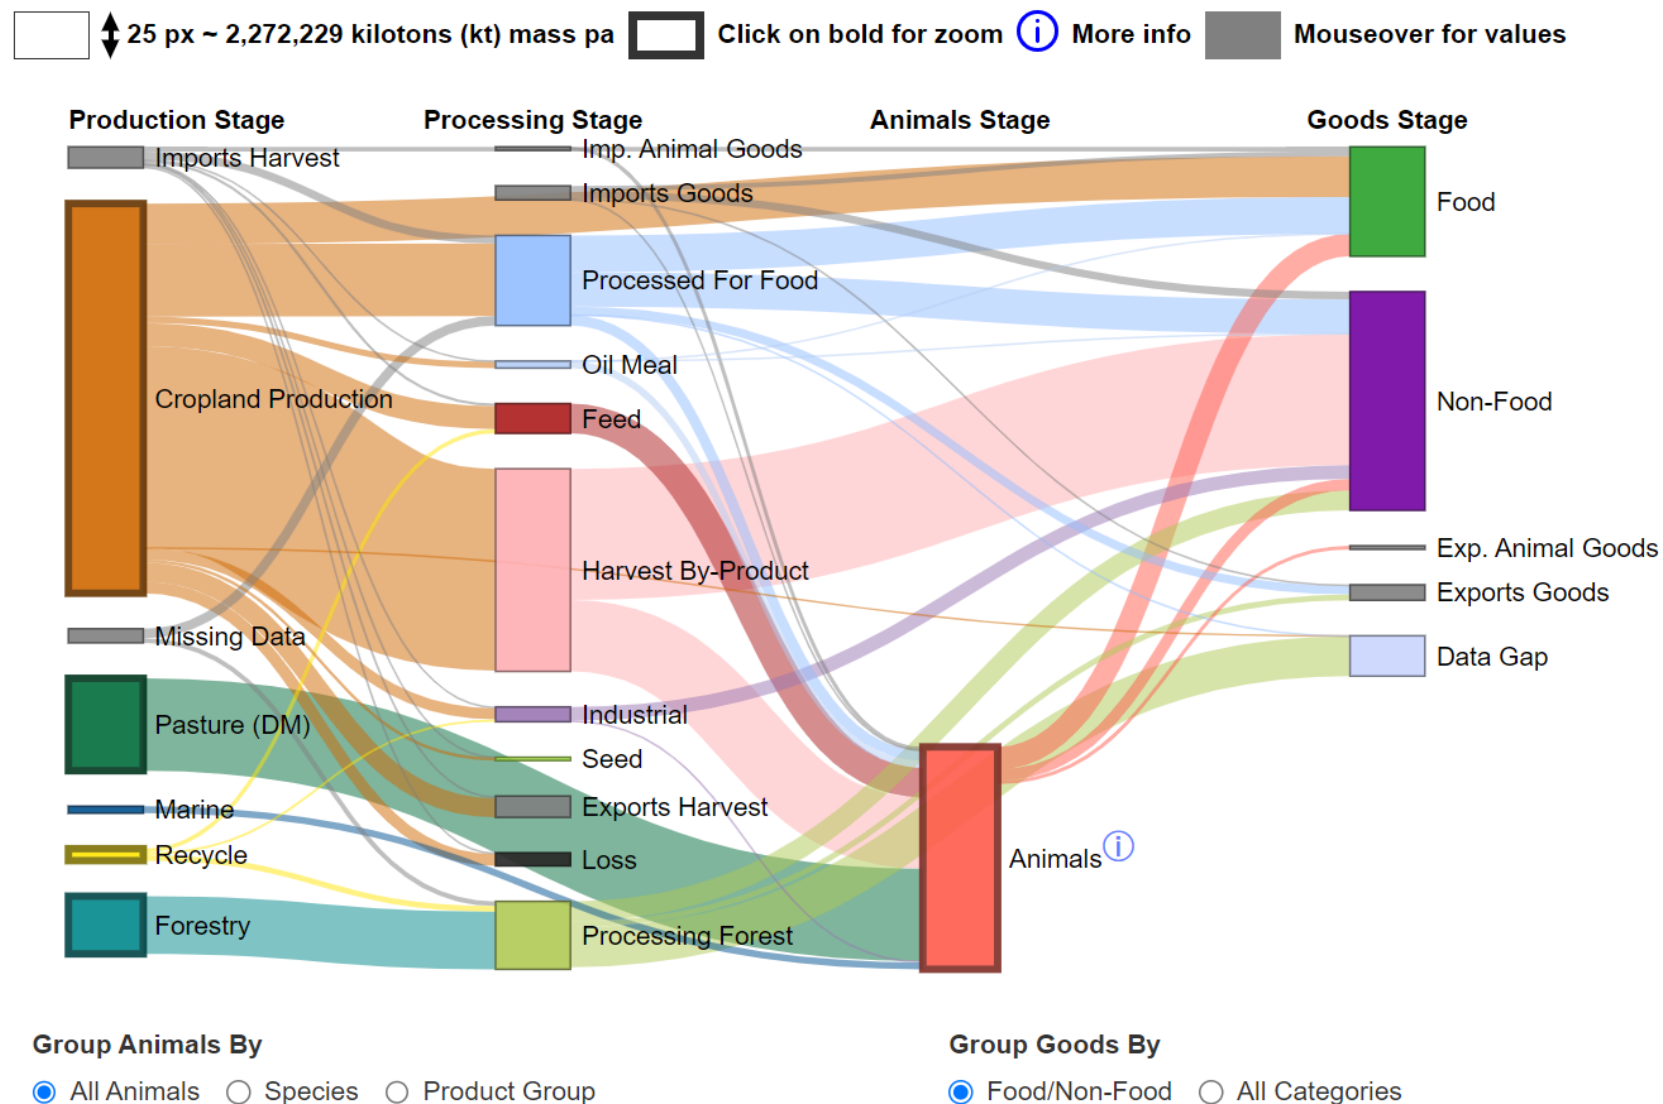 25 px ~ 2,272,229 kilotons (kt) mass pa
Click on bold for zoom
i
More info
Mouseover for values
Production Stage
Processing Stage
Animals Stage
Goods Stage
Imports Harvest
Cropland Production
Missing Data
Pasture (DM)
Marine
Recycle
Forestry
Imp. Animal Goods
Imports Goods
Processed For Food
Oil Meal
Feed
Harvest By-Product
Industrial
Seed
Exports Harvest
Loss
Processing Forest
Animals i
Food
Non-Food
Exp. Animal Goods
Exports Goods
Data Gap
Group Animals By
All Animals
Species
Product Group
Group Goods By
Food/Non-Food
All Categories